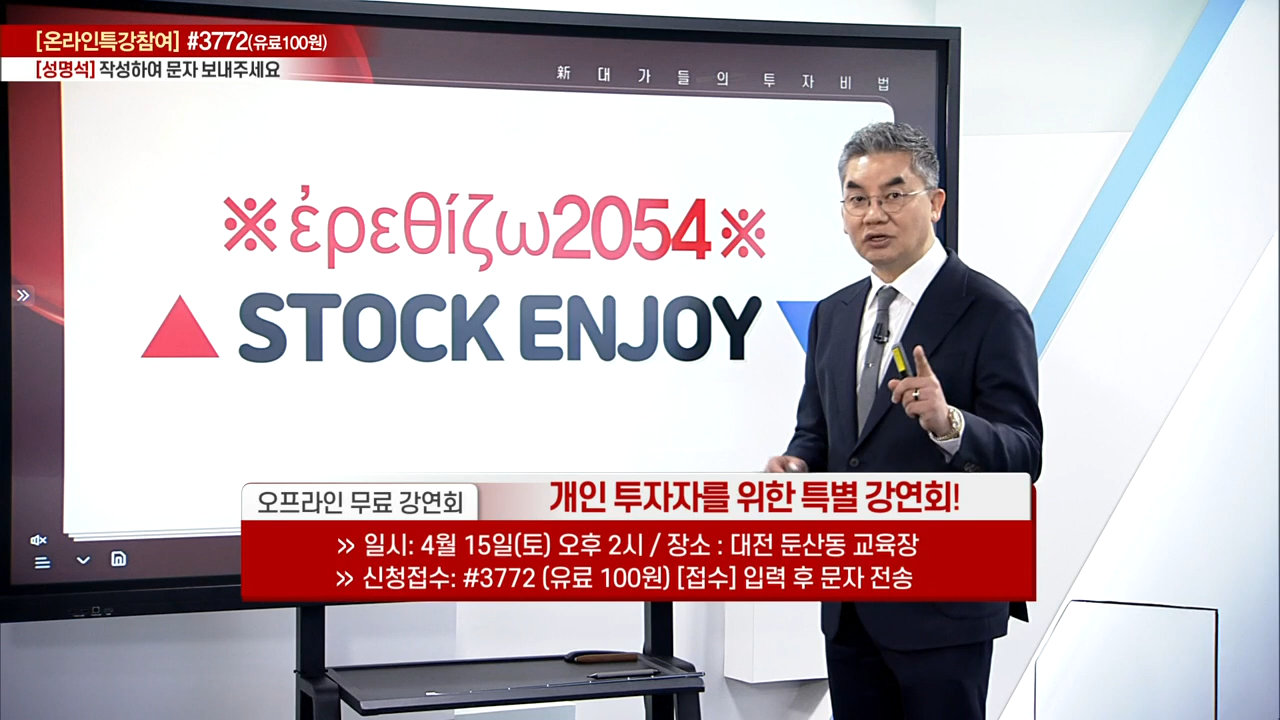 [온라인특강참여] #3772(유료100원)
[성명석] 작성하여 문자 보내주세요
新 대가들의 투자비법
※ἐρεθίζω2054※
▲ STOCK ENJOY ▼
오프라인 무료 강연회
개인 투자자를 위한 특별 강연회!
» 일시: 4월 15일(토) 오후 2시 / 장소 : 대전 둔산동 교육장
» 신청접수: #3772 (유료 100원) [접수] 입력 후 문자 전송